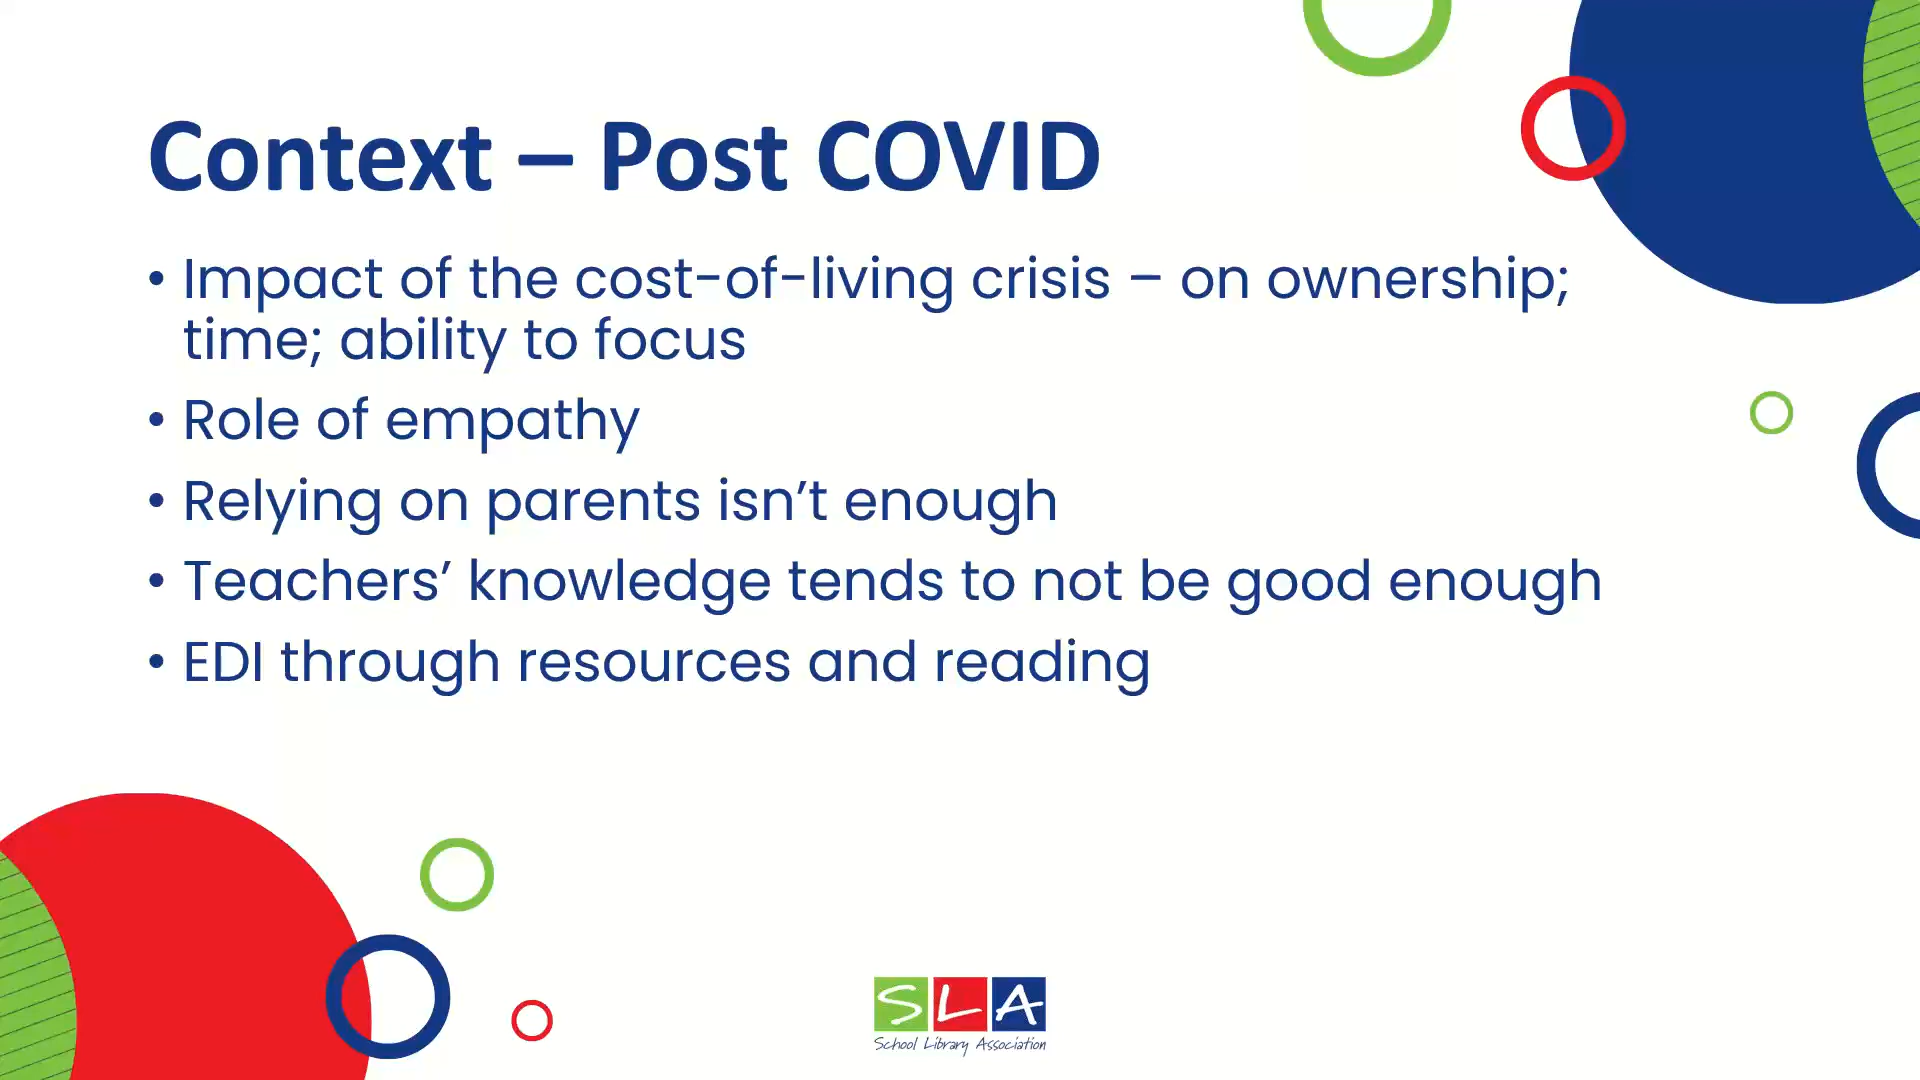 Context – Post COVID
• Impact of the cost-of-living crisis – on ownership;
time; ability to focus
• Role of empathy
• Relying on parents isn’t enough
• Teachers’ knowledge tends to not be good enough
• EDI through resources and reading
SLA
School Library Association